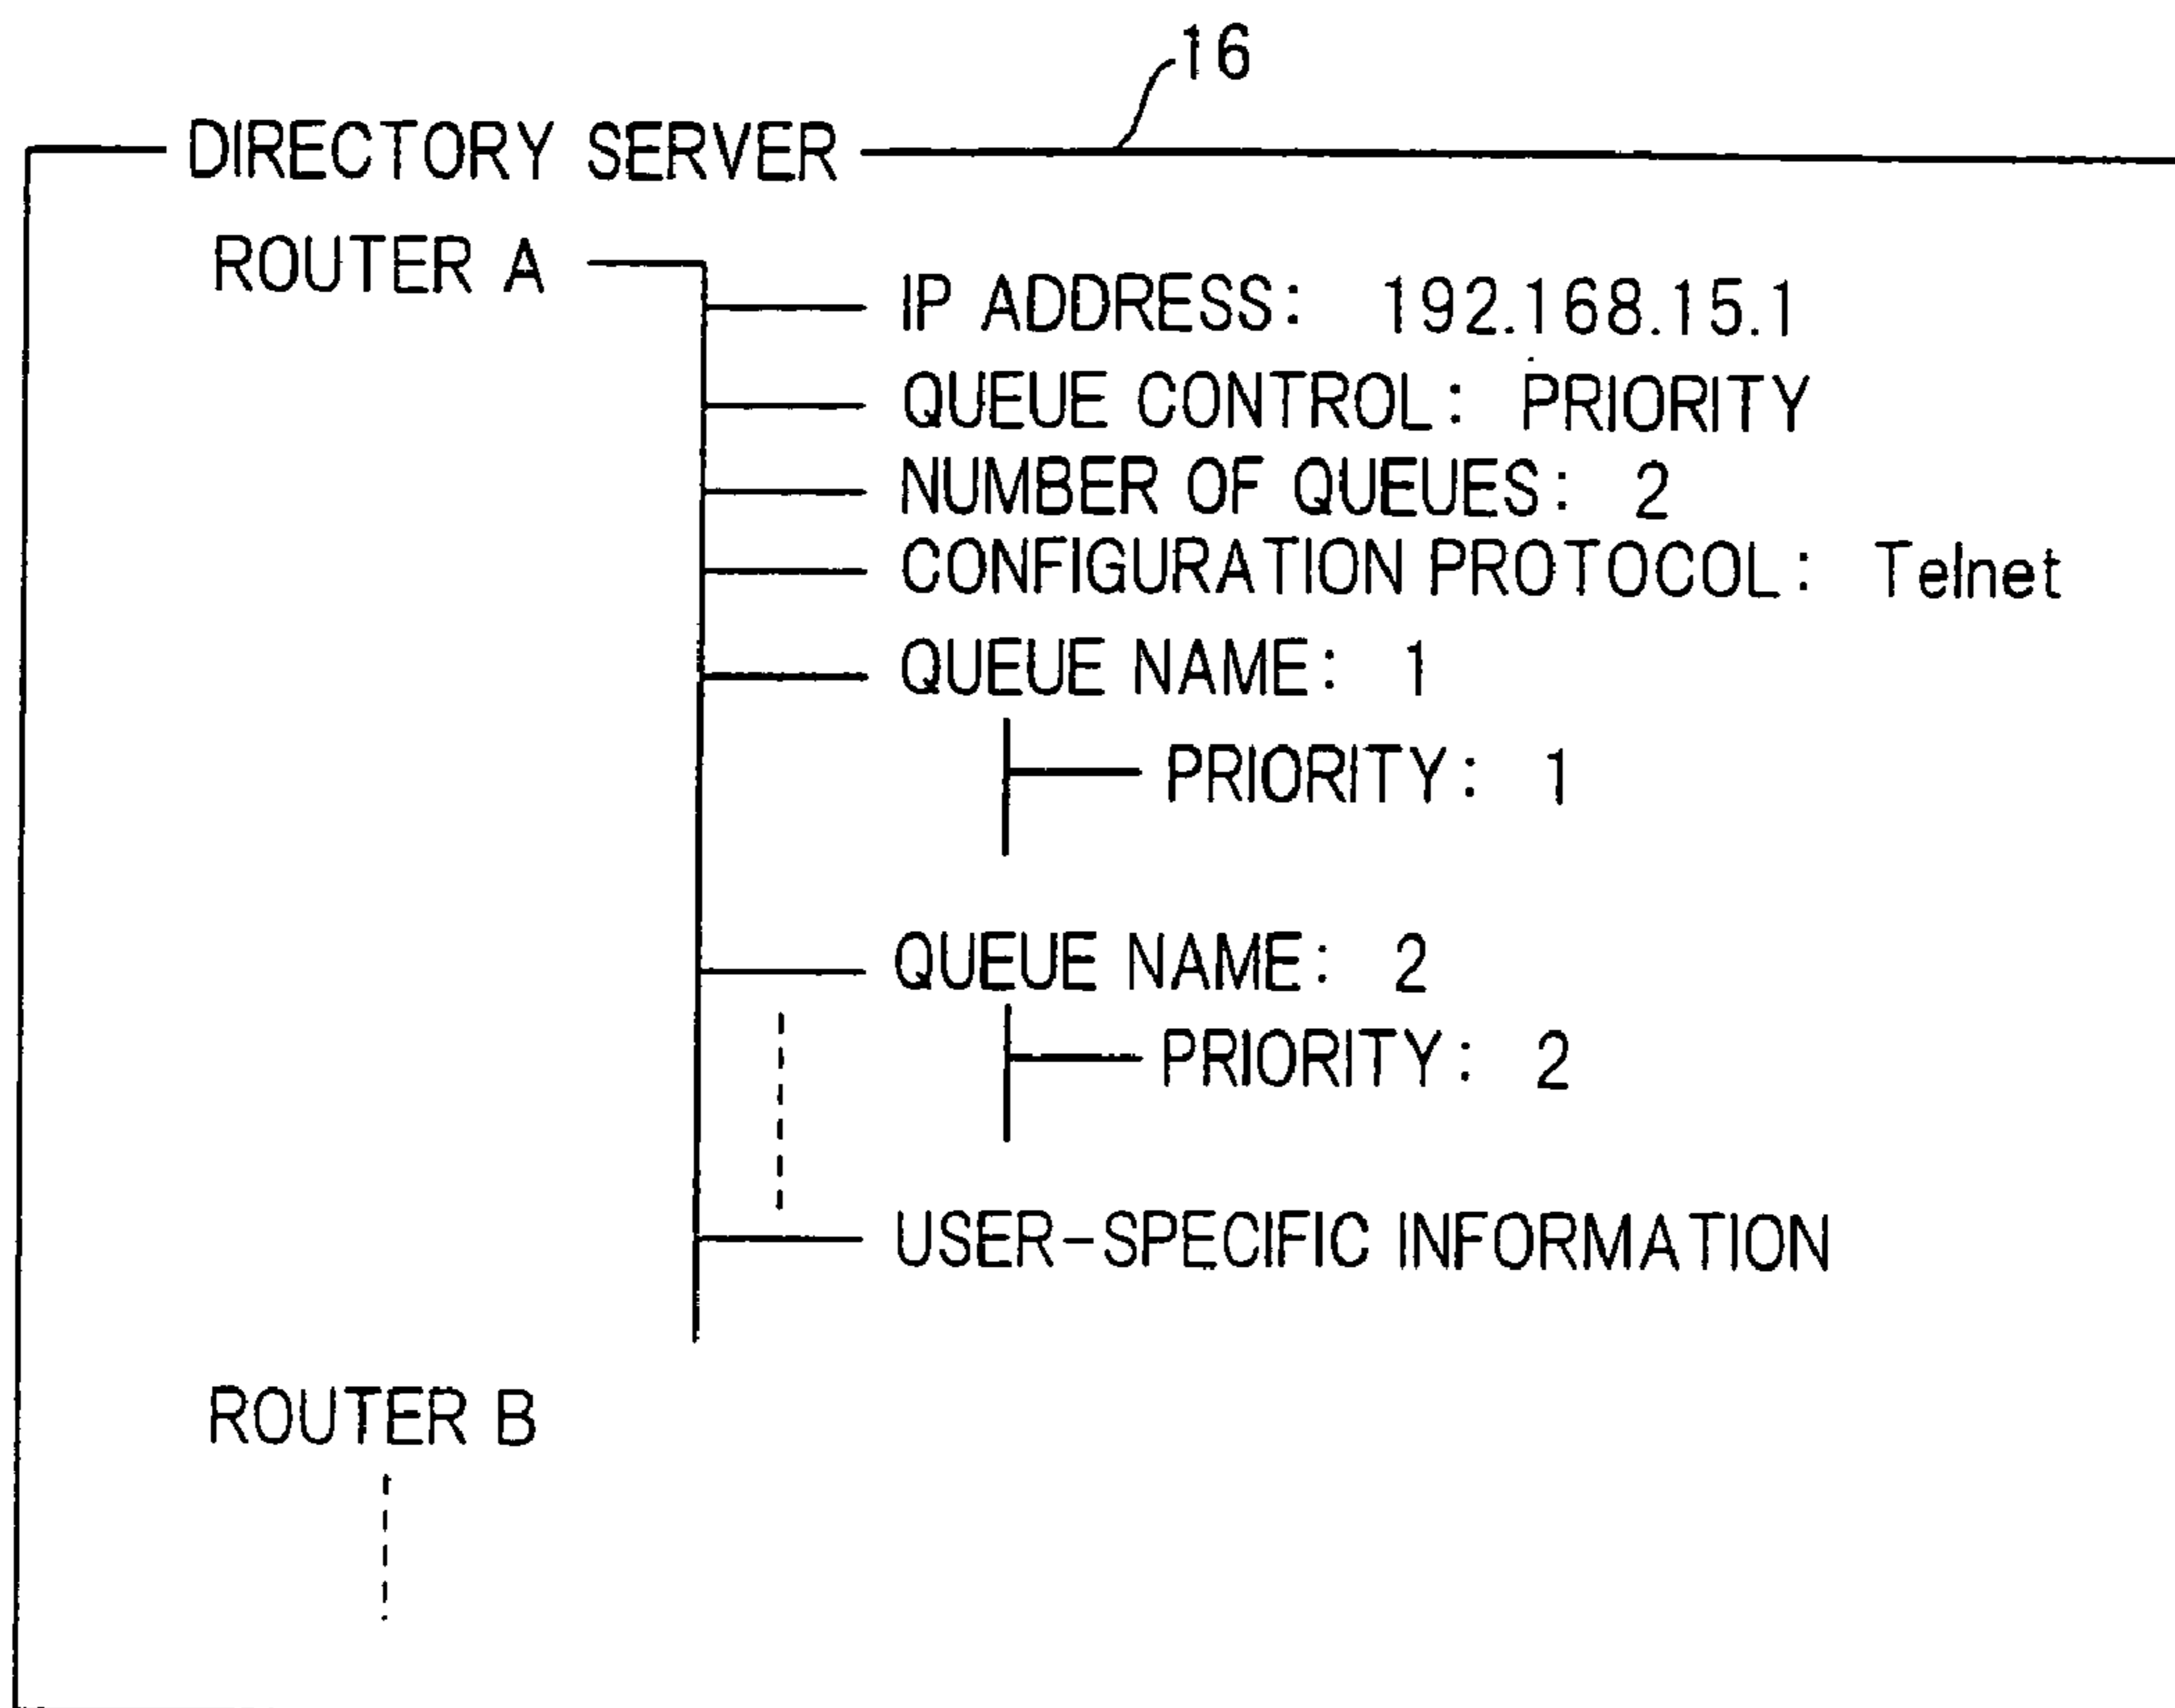 16
DIRECTORY SERVER
ROUTER A
IP ADDRESS: 192.168.15.1
QUEUE CONTROL: PRIORITY
NUMBER OF QUEUES: 2
CONFIGURATION PROTOCOL: Telnet
QUEUE NAME: 1
PRIORITY: 1
QUEUE NAME: 2
PRIORITY: 2
USER-SPECIFIC INFORMATION
ROUTER B